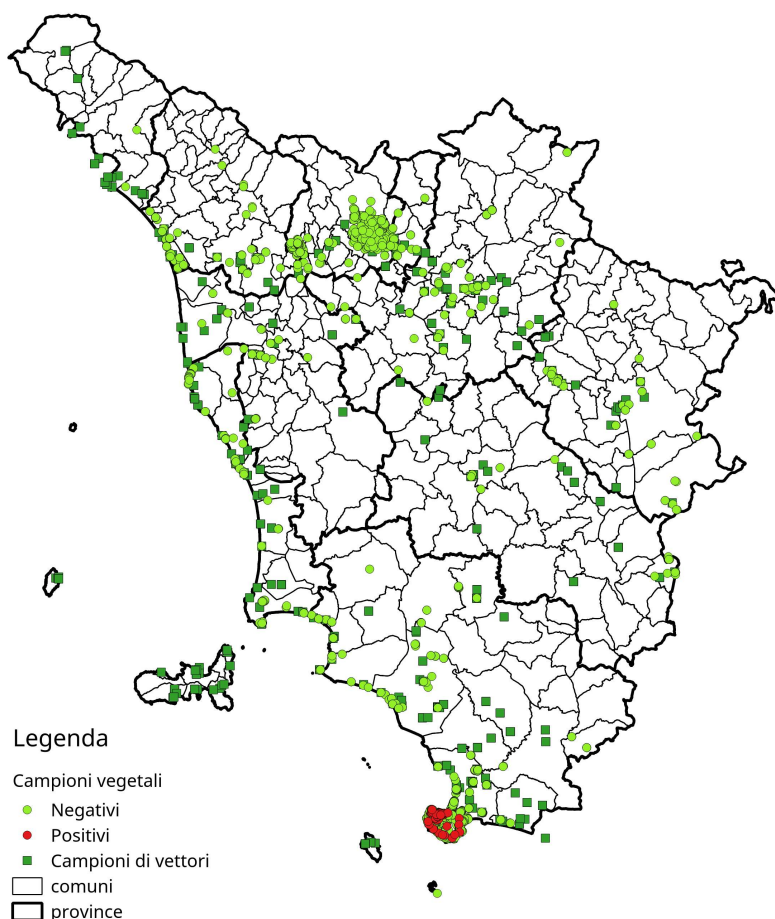 Legenda
Campioni vegetali
Negativi
Positivi
Campioni di vettori
comuni
province